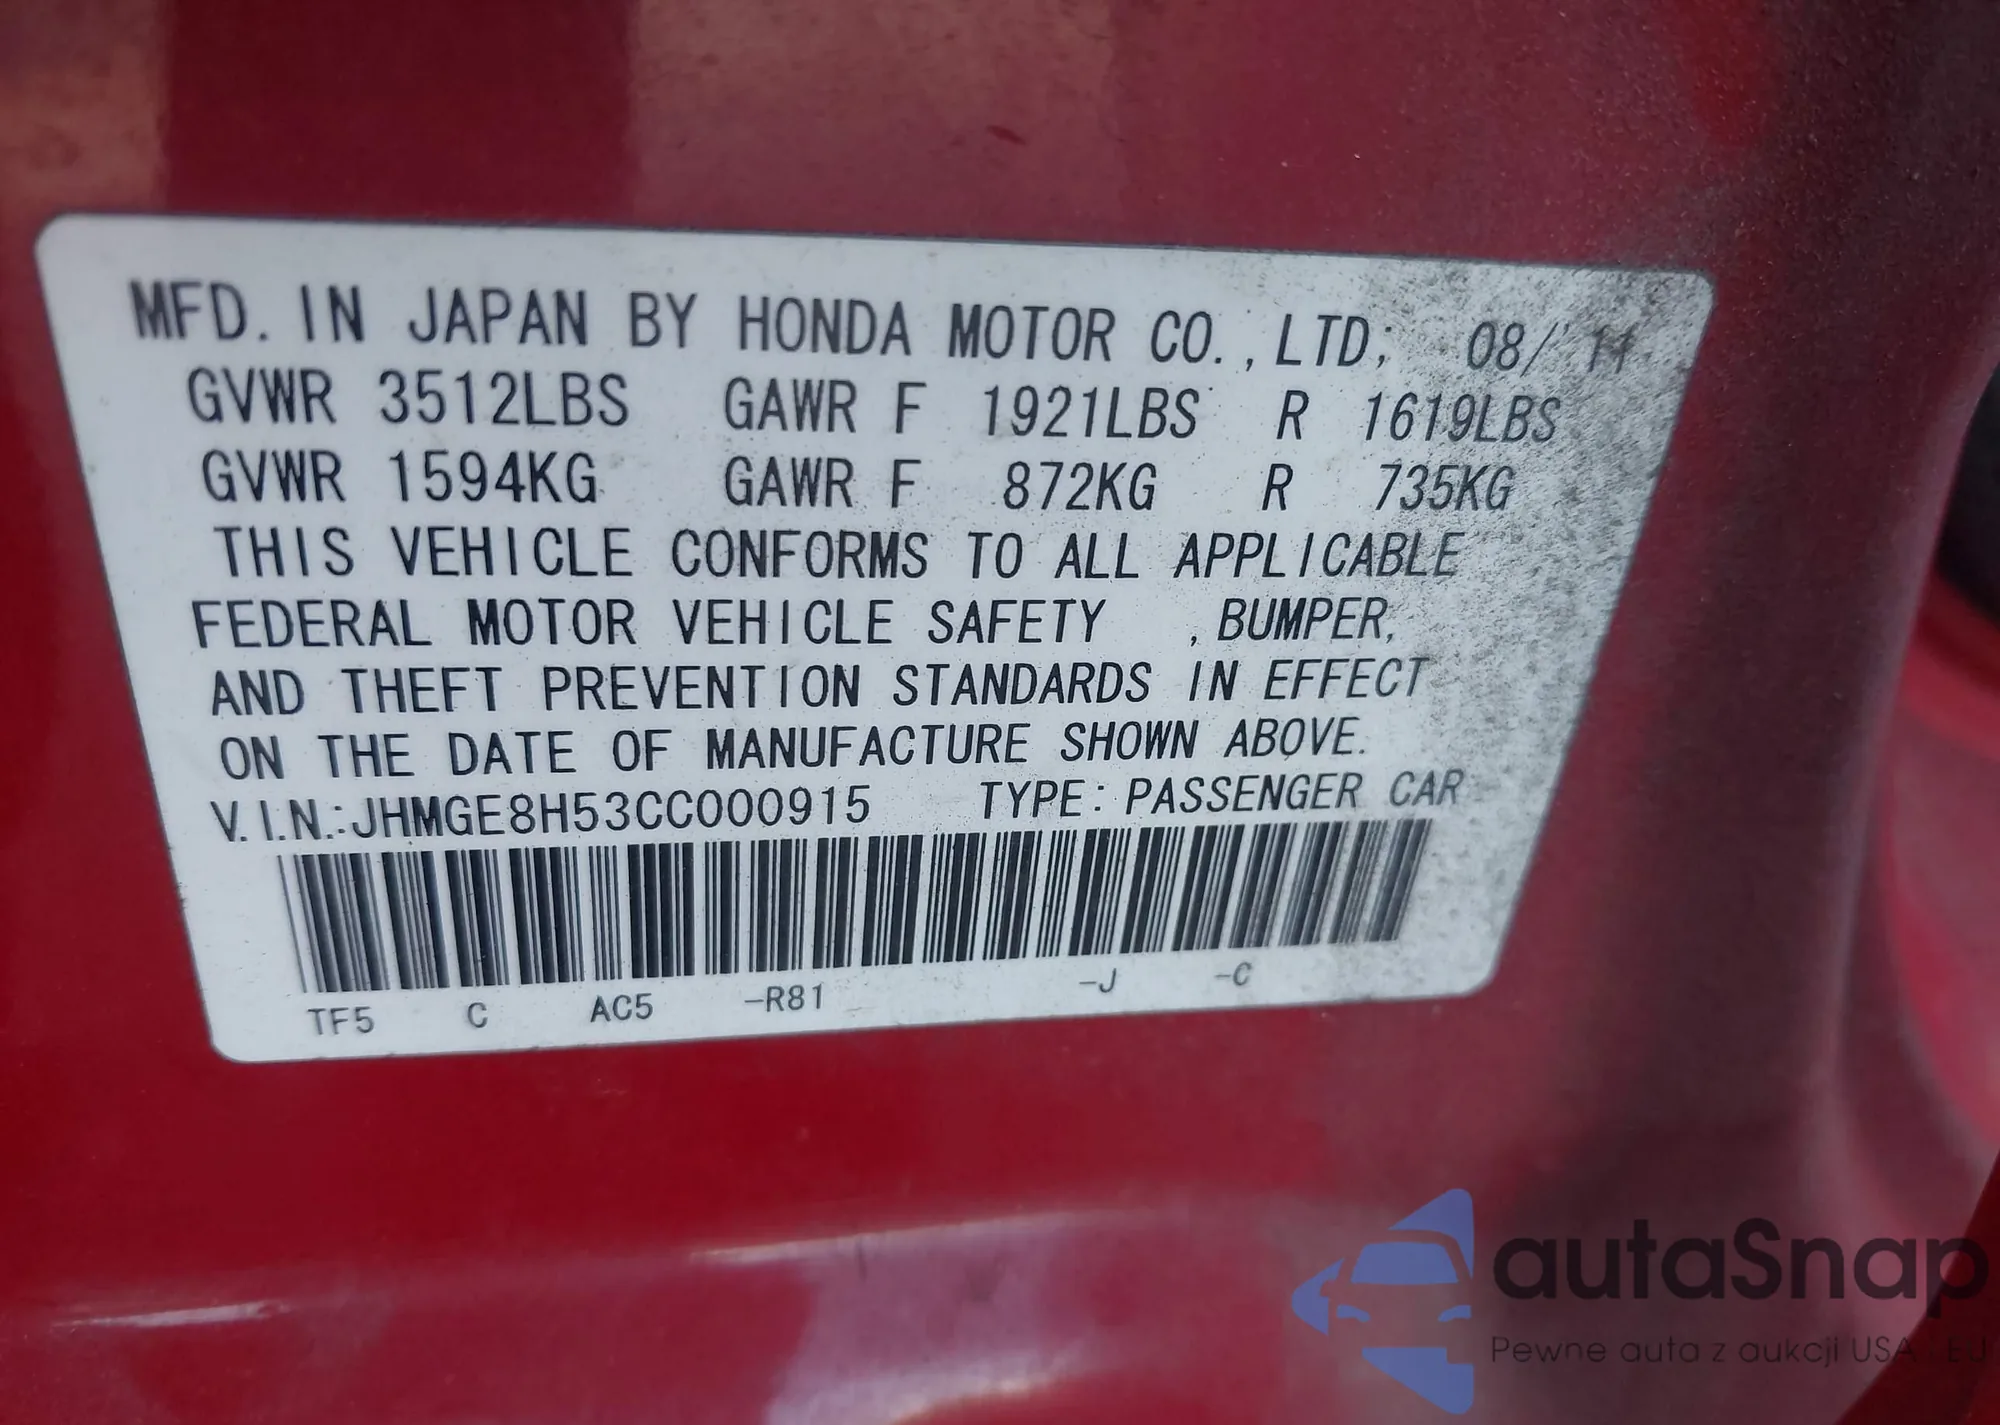 MFD. IN JAPAN BY HONDA MOTOR CO., LTD; 08/'11
GVWR 3512LBS GAWR F 1921LBS R 1619LBS
GVWR 1594KG GAWR F 872KG R 735KG
THIS VEHICLE CONFORMS TO ALL APPLICABLE
FEDERAL MOTOR VEHICLE SAFETY , BUMPER,
AND THEFT PREVENTION STANDARDS IN EFFECT
ON THE DATE OF MANUFACTURE SHOWN ABOVE.
V.I.N.:JHMGE8H53CC000915 TYPE: PASSENGER CAR
TF5 C AC5 -R81 -J -C
autaSnap
Pewne auta z aukcji USA i EU